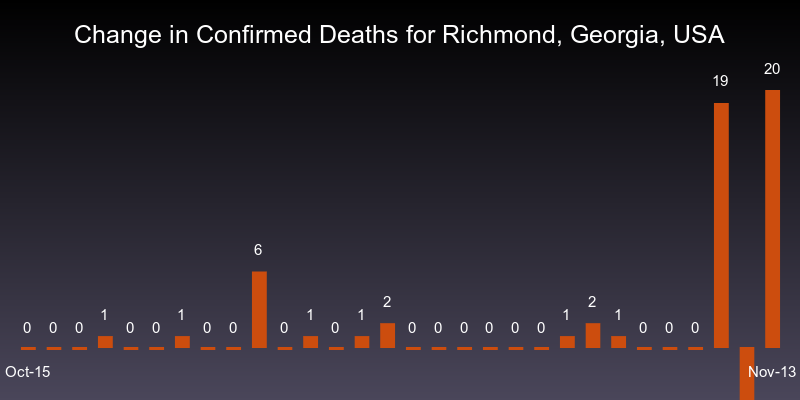 Change in Confirmed Deaths for Richmond, Georgia, USA
0 0 0 1 0 0 1 0 0 6 0 1 0 1 2 0 0 0 0 0 0 1 2 1 0 0 0 19 20
Oct-15 Nov-13